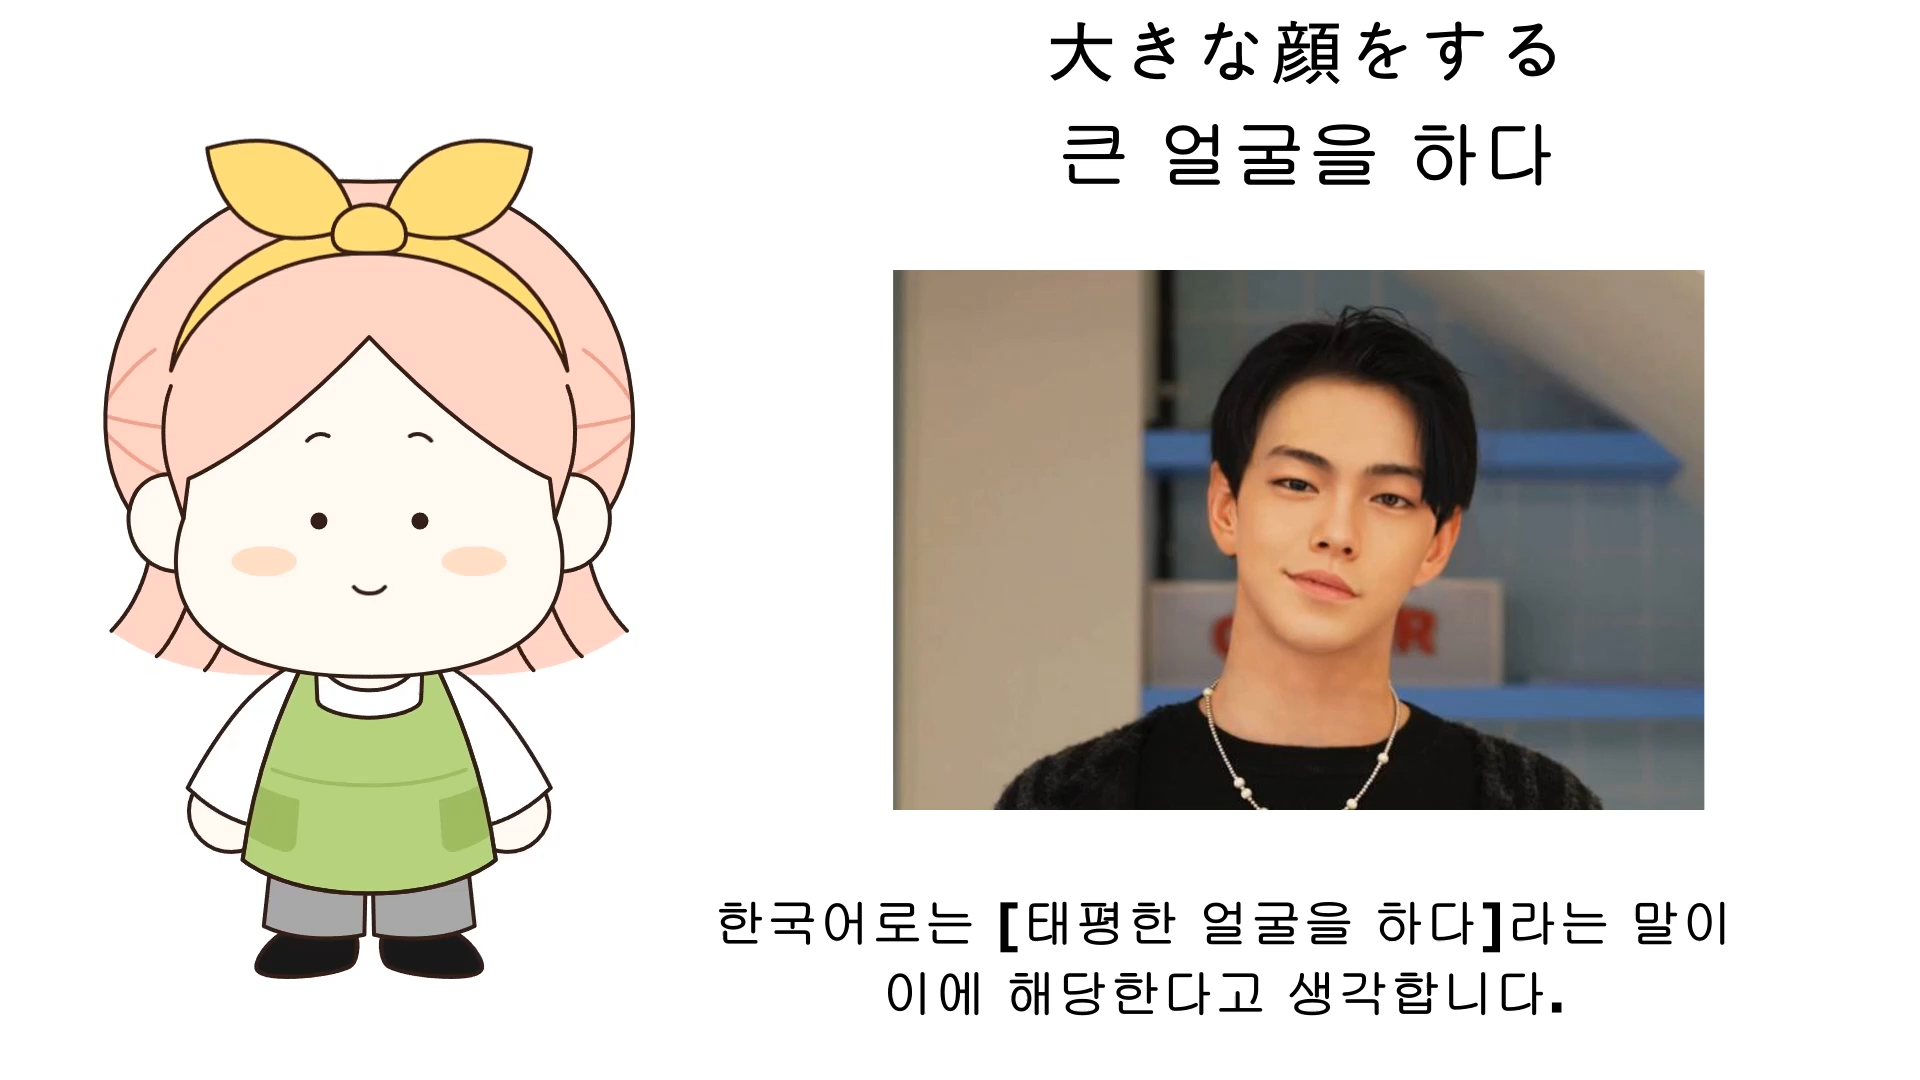 大きな顔をする
큰 얼굴을 하다
한국어로는 [태평한 얼굴을 하다]라는 말이
이에 해당한다고 생각합니다.